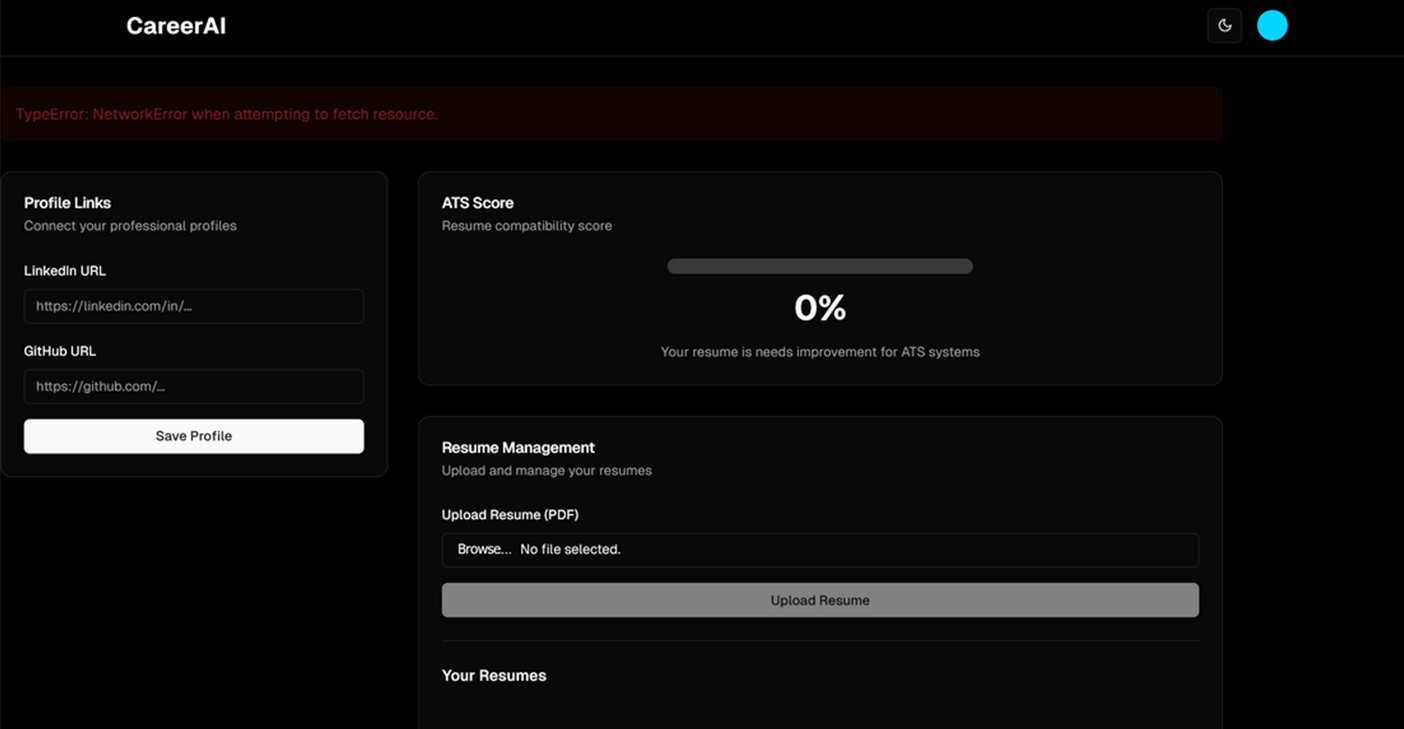 CareerAI
TypeError: NetworkError when attempting to fetch resource.
Profile Links
Connect your professional profiles
LinkedIn URL
https://linkedin.com/in/...
GitHub URL
https://github.com/...
Save Profile
ATS Score
Resume compatibility score
0%
Your resume is needs improvement for ATS systems
Resume Management
Upload and manage your resumes
Upload Resume (PDF)
Browse... No file selected.
Upload Resume
Your Resumes